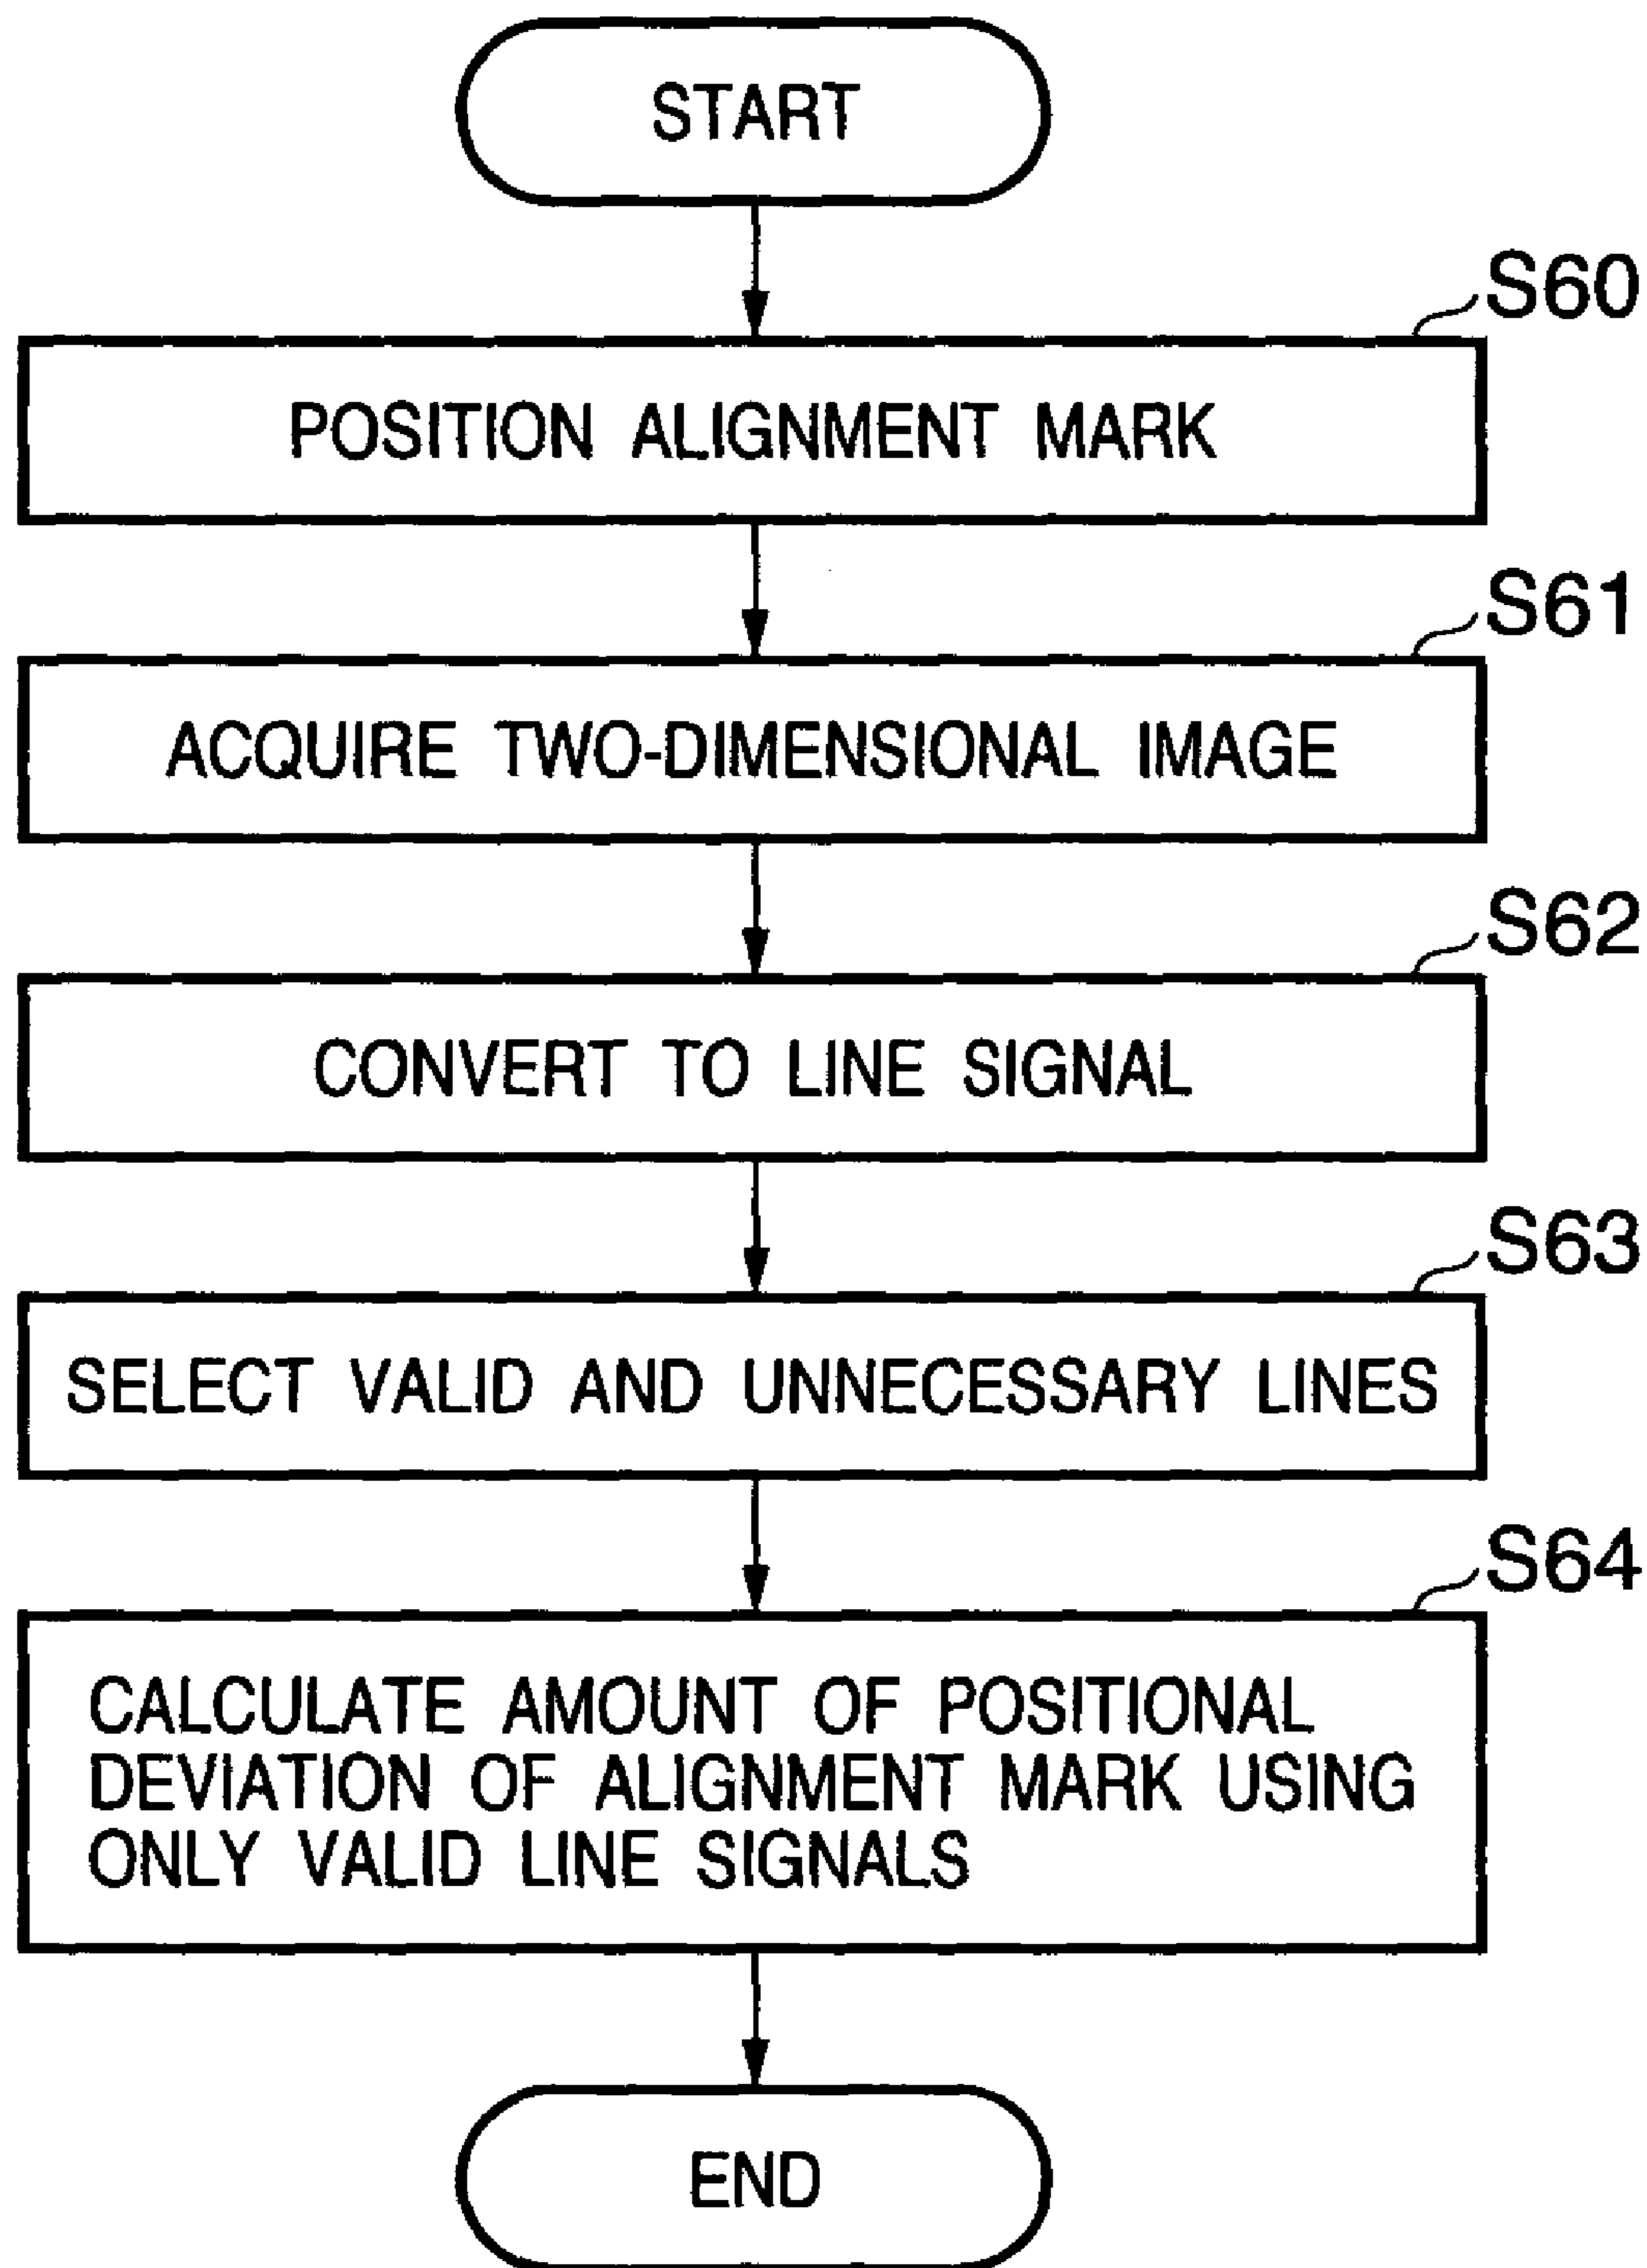 START
S60
POSITION ALIGNMENT MARK
S61
ACQUIRE TWO-DIMENSIONAL IMAGE
S62
CONVERT TO LINE SIGNAL
S63
SELECT VALID AND UNNECESSARY LINES
S64
CALCULATE AMOUNT OF POSITIONAL
DEVIATION OF ALIGNMENT MARK USING
ONLY VALID LINE SIGNALS
END